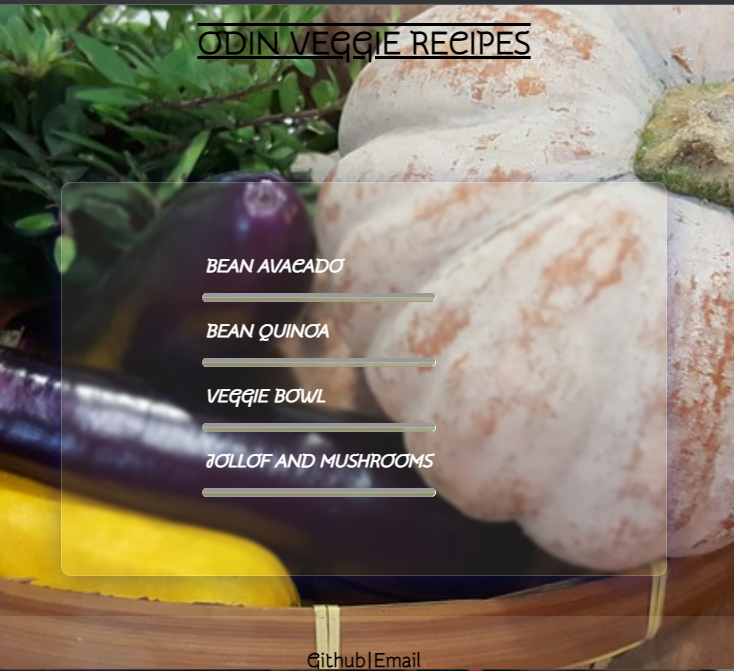 ODIN VEGGIE RECIPES
BEAN AVACADO
BEAN QUINOA
VEGGIE BOWL
JOLLOF AND MUSHROOMS
Github|Email